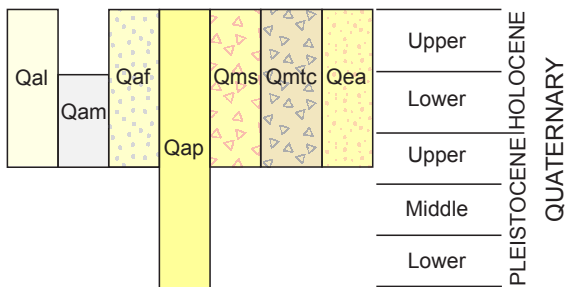 Qal
Qam
Qaf
Qap
Qms
Qmtc
Qea
Upper
Lower
Upper
Middle
Lower
HOLOCENE
PLEISTOCENE
QUATERNARY